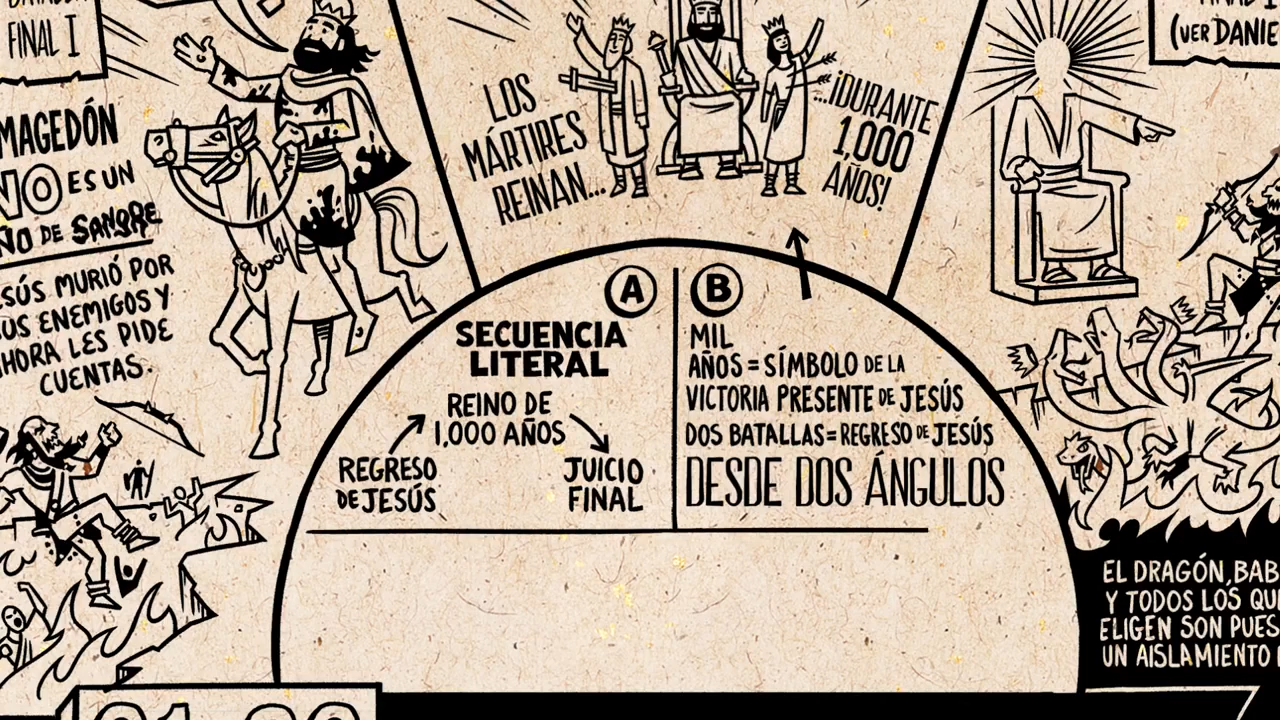 FINAL I
MAGEDÓN
NO ES UN
ÑO DE SANGRE
SÚS MURIÓ POR
SUS ENEMIGOS Y
AHORA LES PIDE
CUENTAS.
LOS
MÁRTIRES
REINAN...
...¡DURANTE
1,000
AÑOS!
(VER DANIE
A
SECUENCIA
LITERAL
REINO DE
1,000 AÑOS
REGRESO
DE JESÚS
JUICIO
FINAL
B
MIL
AÑOS = SÍMBOLO DE LA
VICTORIA PRESENTE DE JESÚS
DOS BATALLAS = REGRESO DE JESÚS
DESDE DOS ÁNGULOS
EL DRAGÓN, BAB
Y TODOS LOS QU
ELIGEN SON PUES
UN AISLAMIENTO